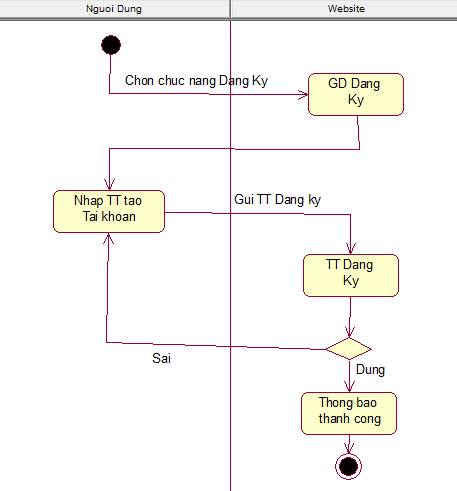 Nguoi Dung
Website
Chon chuc nang Dang Ky
GD Dang
Ky
Nhap TT tao
Tai khoan
Gui TT Dang ky
TT Dang
Ky
Sai
Dung
Thong bao
thanh cong